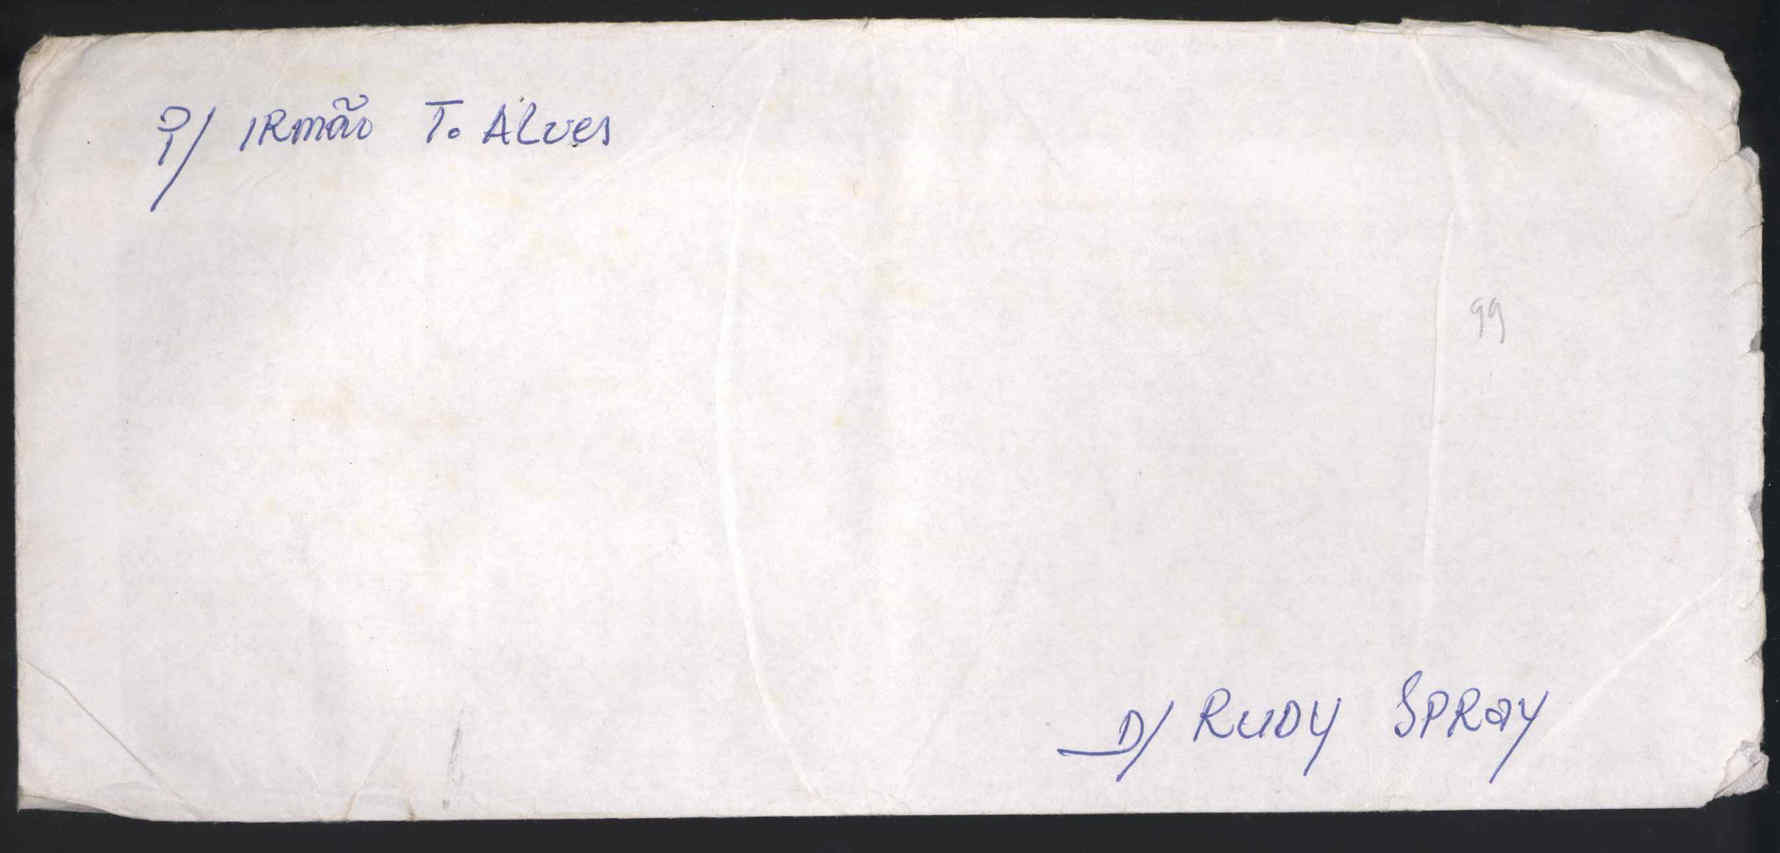 P/ IRmão T. ALves
99
D/ RUDY SPRay